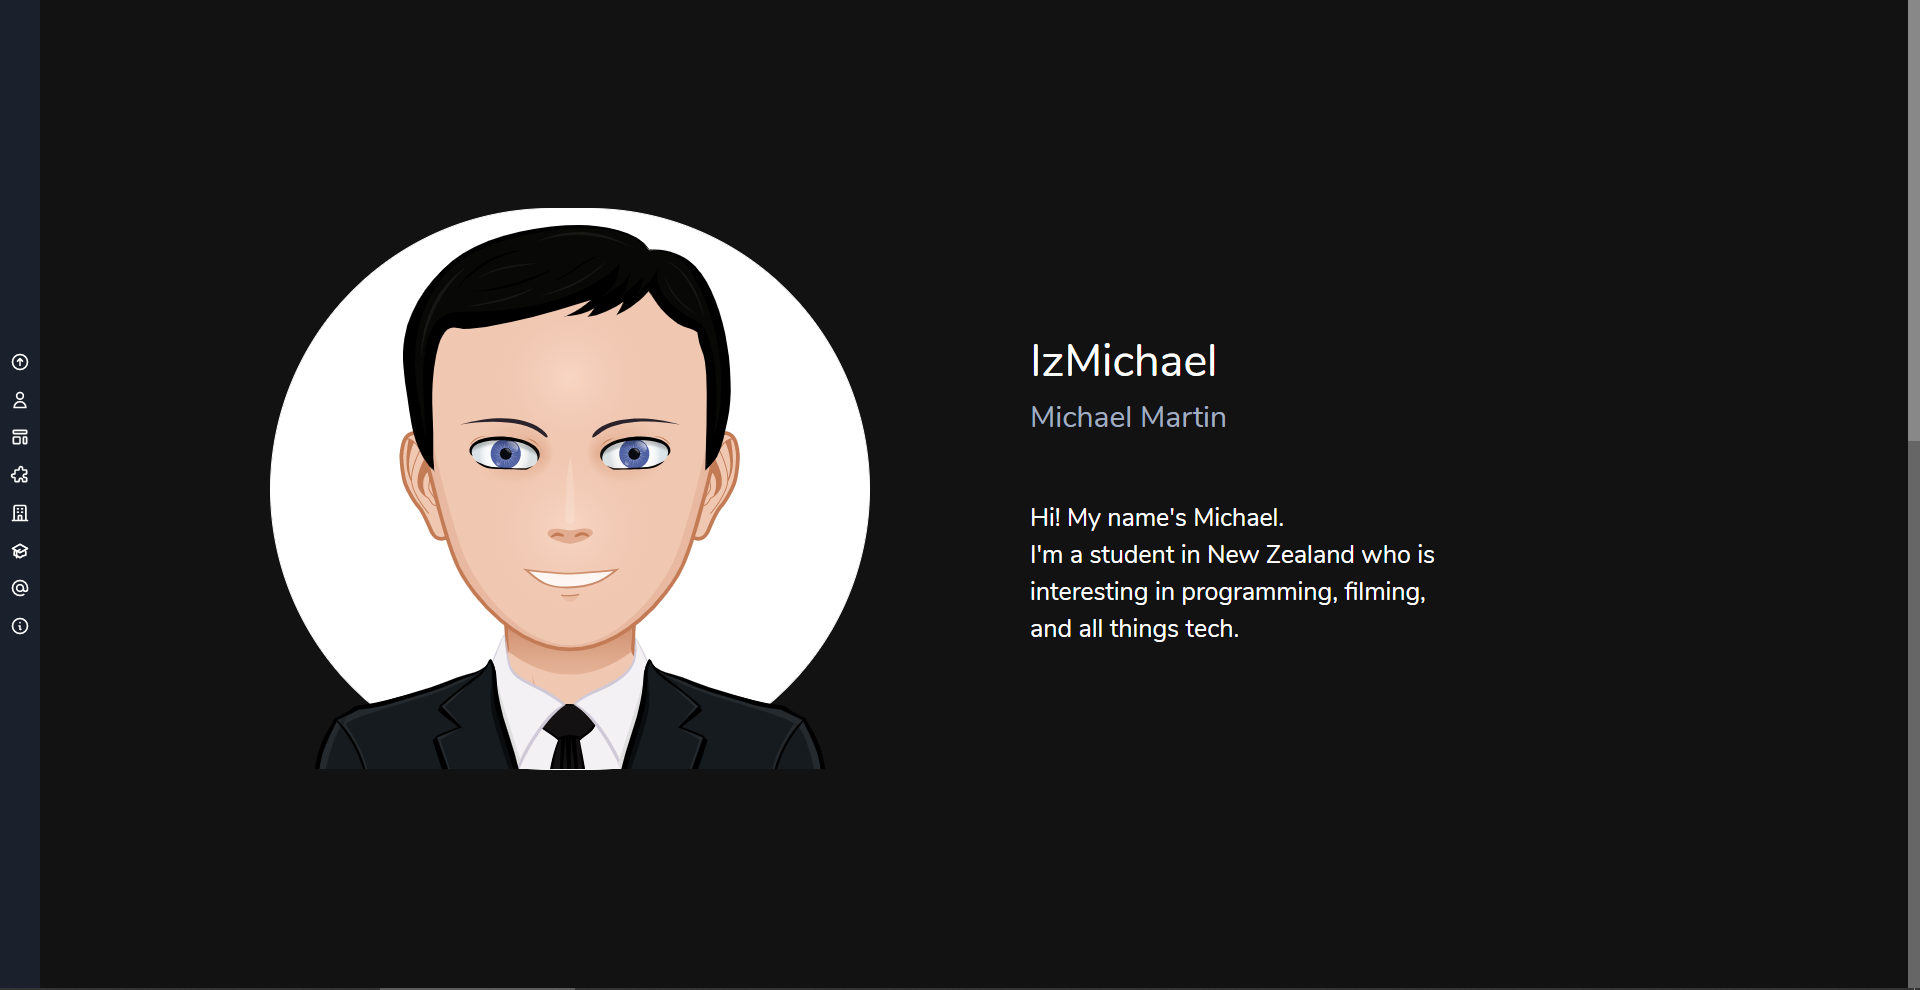 IzMichael
Michael Martin
Hi! My name's Michael.
I'm a student in New Zealand who is
interesting in programming, filming,
and all things tech.